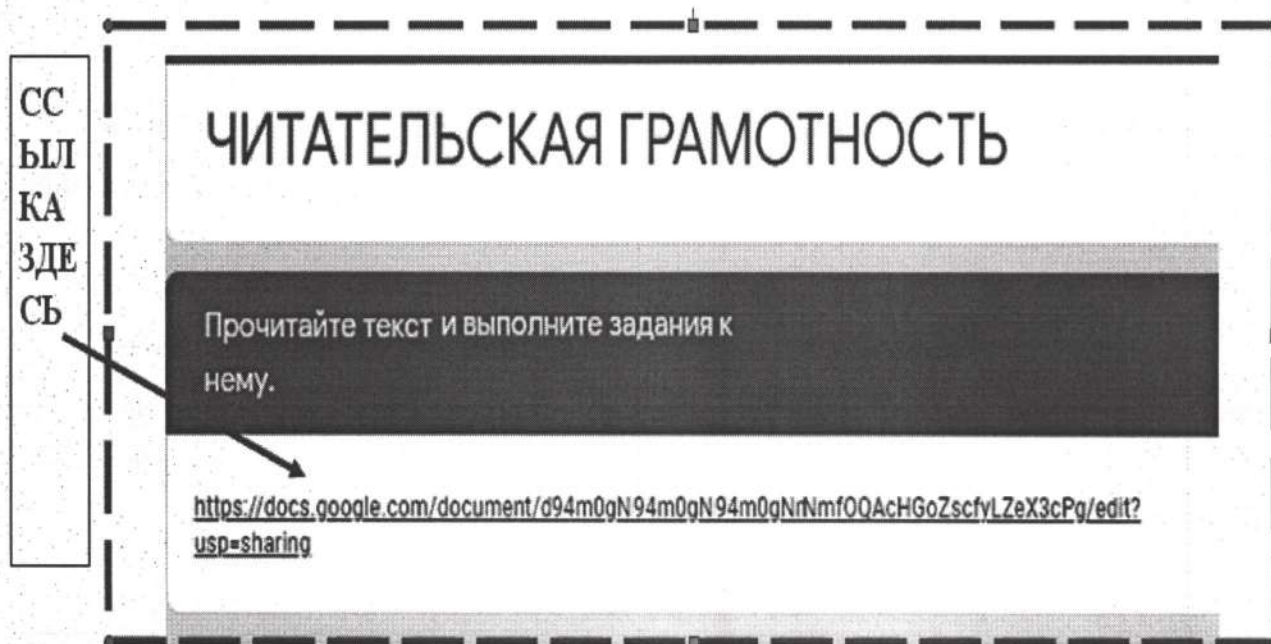 СС
ЫЛ
КА
ЗДЕ
СЬ
ЧИТАТЕЛЬСКАЯ ГРАМОТНОСТЬ
Прочитайте текст и выполните задания к
нему.
https://docs.google.com/document/d94m0gN94m0gN94m0gNrNmfOQAcHGoZscfyLZeX3cPg/edit?
usp=sharing